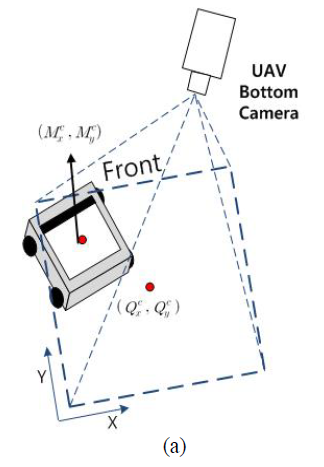 UAV
Bottom
Camera
(M_x^c, M_y^c)
Front
(Q_x^c, Q_y^c)
Y
X
(a)